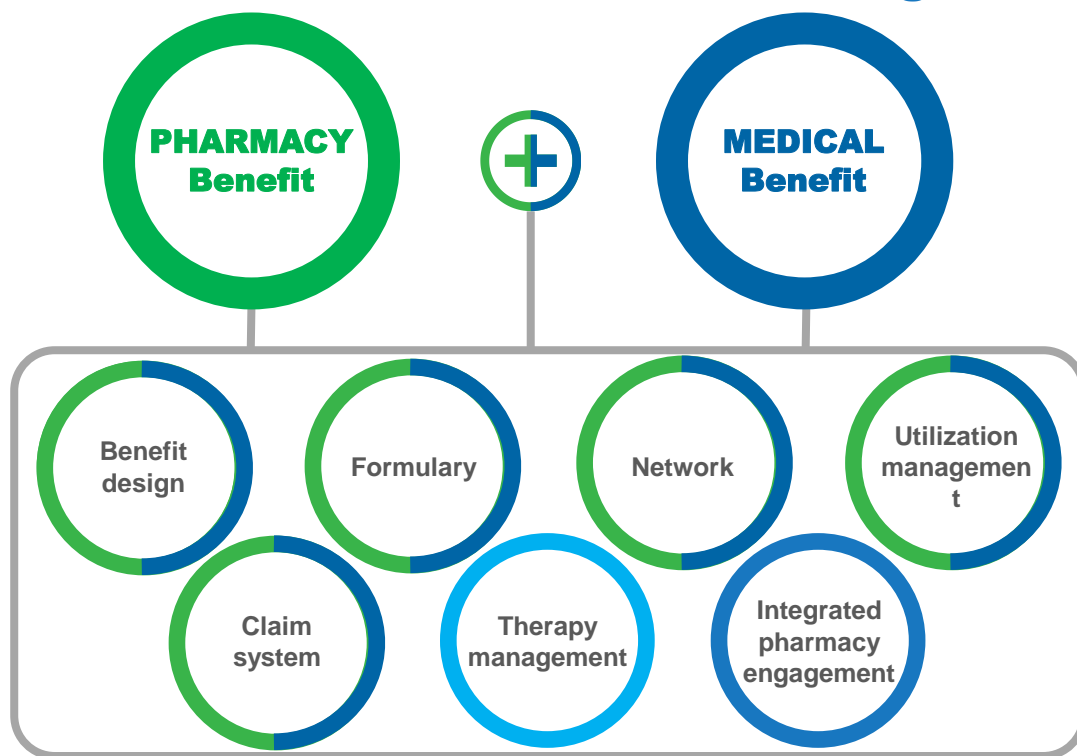 PHARMACY
Benefit
MEDICAL
Benefit
Benefit
design
Formulary
Network
Utilization
managemen
t
Claim
system
Therapy
management
Integrated
pharmacy
engagement